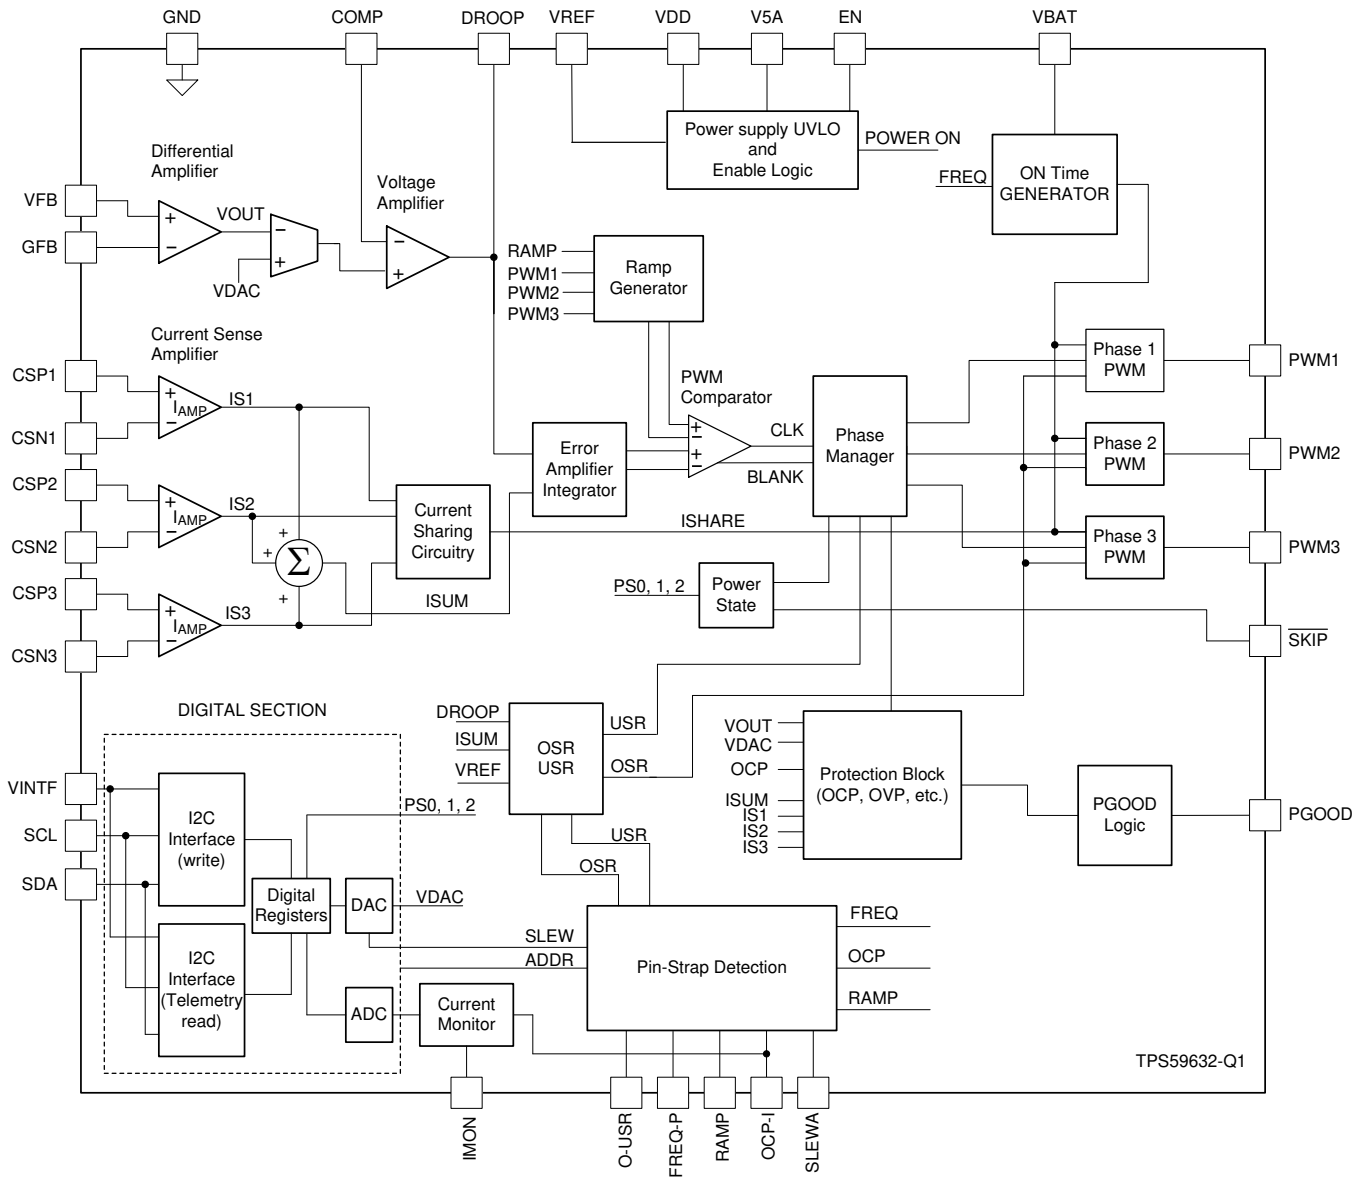 GND
COMP
DROOP
VREF
VDD
V5A
EN
VBAT
Power supply UVLO
and
Enable Logic
POWER ON
FREQ
ON Time
GENERATOR
Differential
Amplifier
VFB
GFB
+
−
VOUT
−
+
VDAC
Voltage
Amplifier
−
+
RAMP
PWM1
PWM2
PWM3
Ramp
Generator
Current Sense
Amplifier
CSP1
CSN1
+
IAMP
−
IS1
CSP2
CSN2
+
IAMP
−
IS2
CSP3
CSN3
+
IAMP
−
IS3
+
+
Σ
+
ISUM
Current
Sharing
Circuitry
Error
Amplifier
Integrator
PWM
Comparator
+
−
+
−
CLK
BLANK
Phase
Manager
ISHARE
Phase 1
PWM
Phase 2
PWM
Phase 3
PWM
PWM1
PWM2
PWM3
PS0, 1, 2
Power
State
SKIP
DIGITAL SECTION
VINTF
SCL
SDA
I2C
Interface
(write)
I2C
Interface
(Telemetry
read)
Digital
Registers
DAC
ADC
PS0, 1, 2
VDAC
DROOP
ISUM
VREF
OSR
USR
USR
OSR
USR
OSR
VOUT
VDAC
OCP
ISUM
IS1
IS2
IS3
Protection Block
(OCP, OVP, etc.)
PGOOD
Logic
PGOOD
SLEW
ADDR
Pin-Strap Detection
FREQ
OCP
RAMP
Current
Monitor
TPS59632-Q1
IMON
O-USR
FREQ-P
RAMP
OCP-I
SLEWA